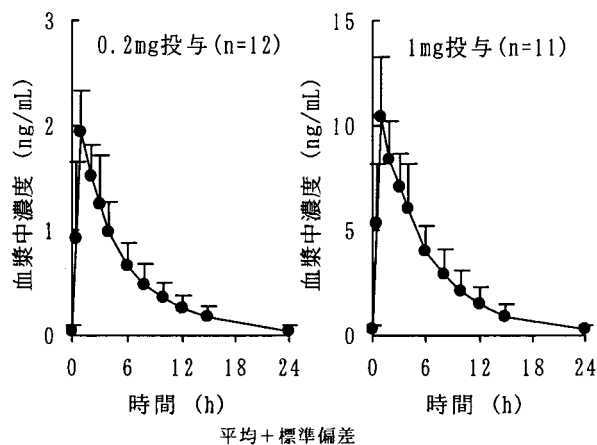 0.2mg投与(n=12)
血漿中濃度 (ng/mL)
3
2
1
0
0 6 12 18 24
時間 (h)
1mg投与(n=11)
血漿中濃度 (ng/mL)
15
10
5
0
0 6 12 18 24
時間 (h)
平均+標準偏差